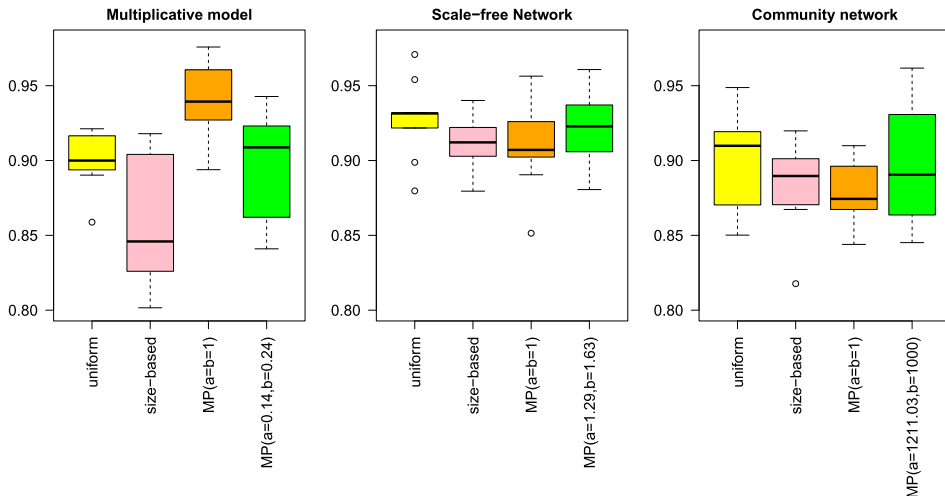 Multiplicative model
0.95
0.90
0.85
0.80
uniform
size−based
MP(a=b=1)
MP(a=0.14,b=0.24)
Scale−free Network
0.95
0.90
0.85
0.80
uniform
size−based
MP(a=b=1)
MP(a=1.29,b=1.63)
Community network
0.95
0.90
0.85
0.80
uniform
size−based
MP(a=b=1)
MP(a=1211.03,b=1000)